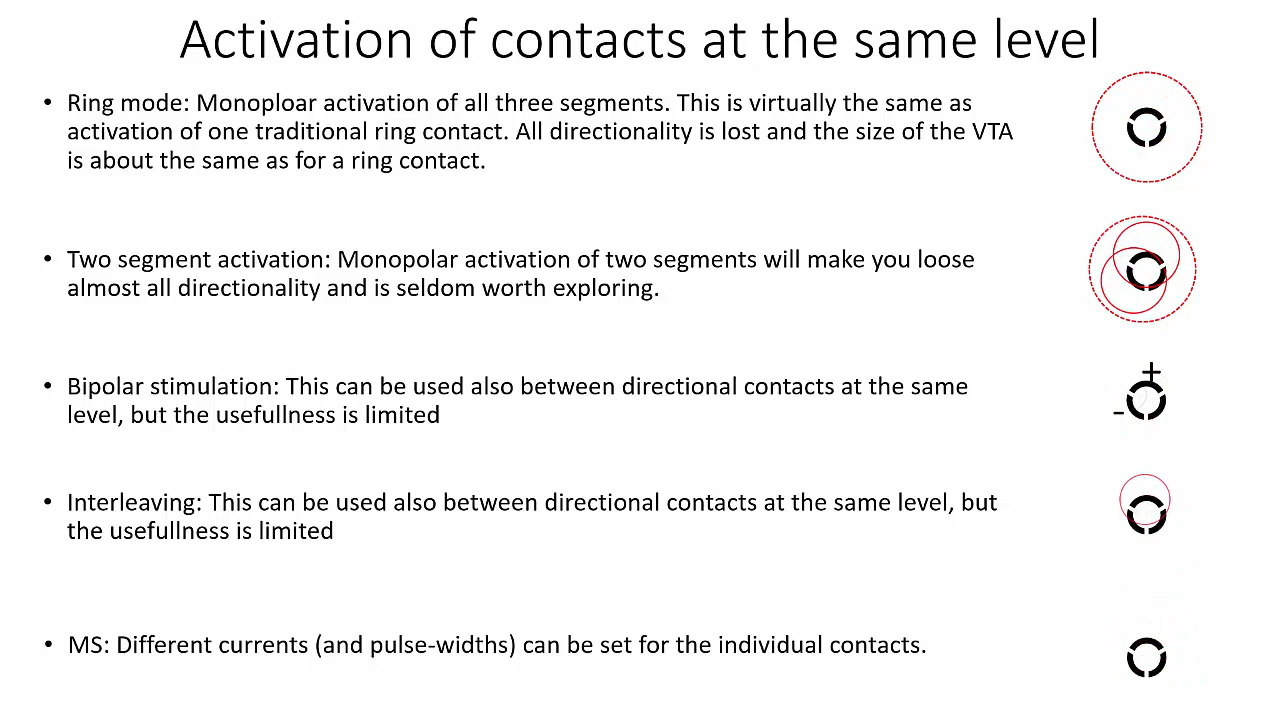 Activation of contacts at the same level
• Ring mode: Monoploar activation of all three segments. This is virtually the same as
activation of one traditional ring contact. All directionality is lost and the size of the VTA
is about the same as for a ring contact.
• Two segment activation: Monopolar activation of two segments will make you loose
almost all directionality and is seldom worth exploring.
• Bipolar stimulation: This can be used also between directional contacts at the same
level, but the usefullness is limited
+
-
• Interleaving: This can be used also between directional contacts at the same level, but
the usefullness is limited
• MS: Different currents (and pulse-widths) can be set for the individual contacts.